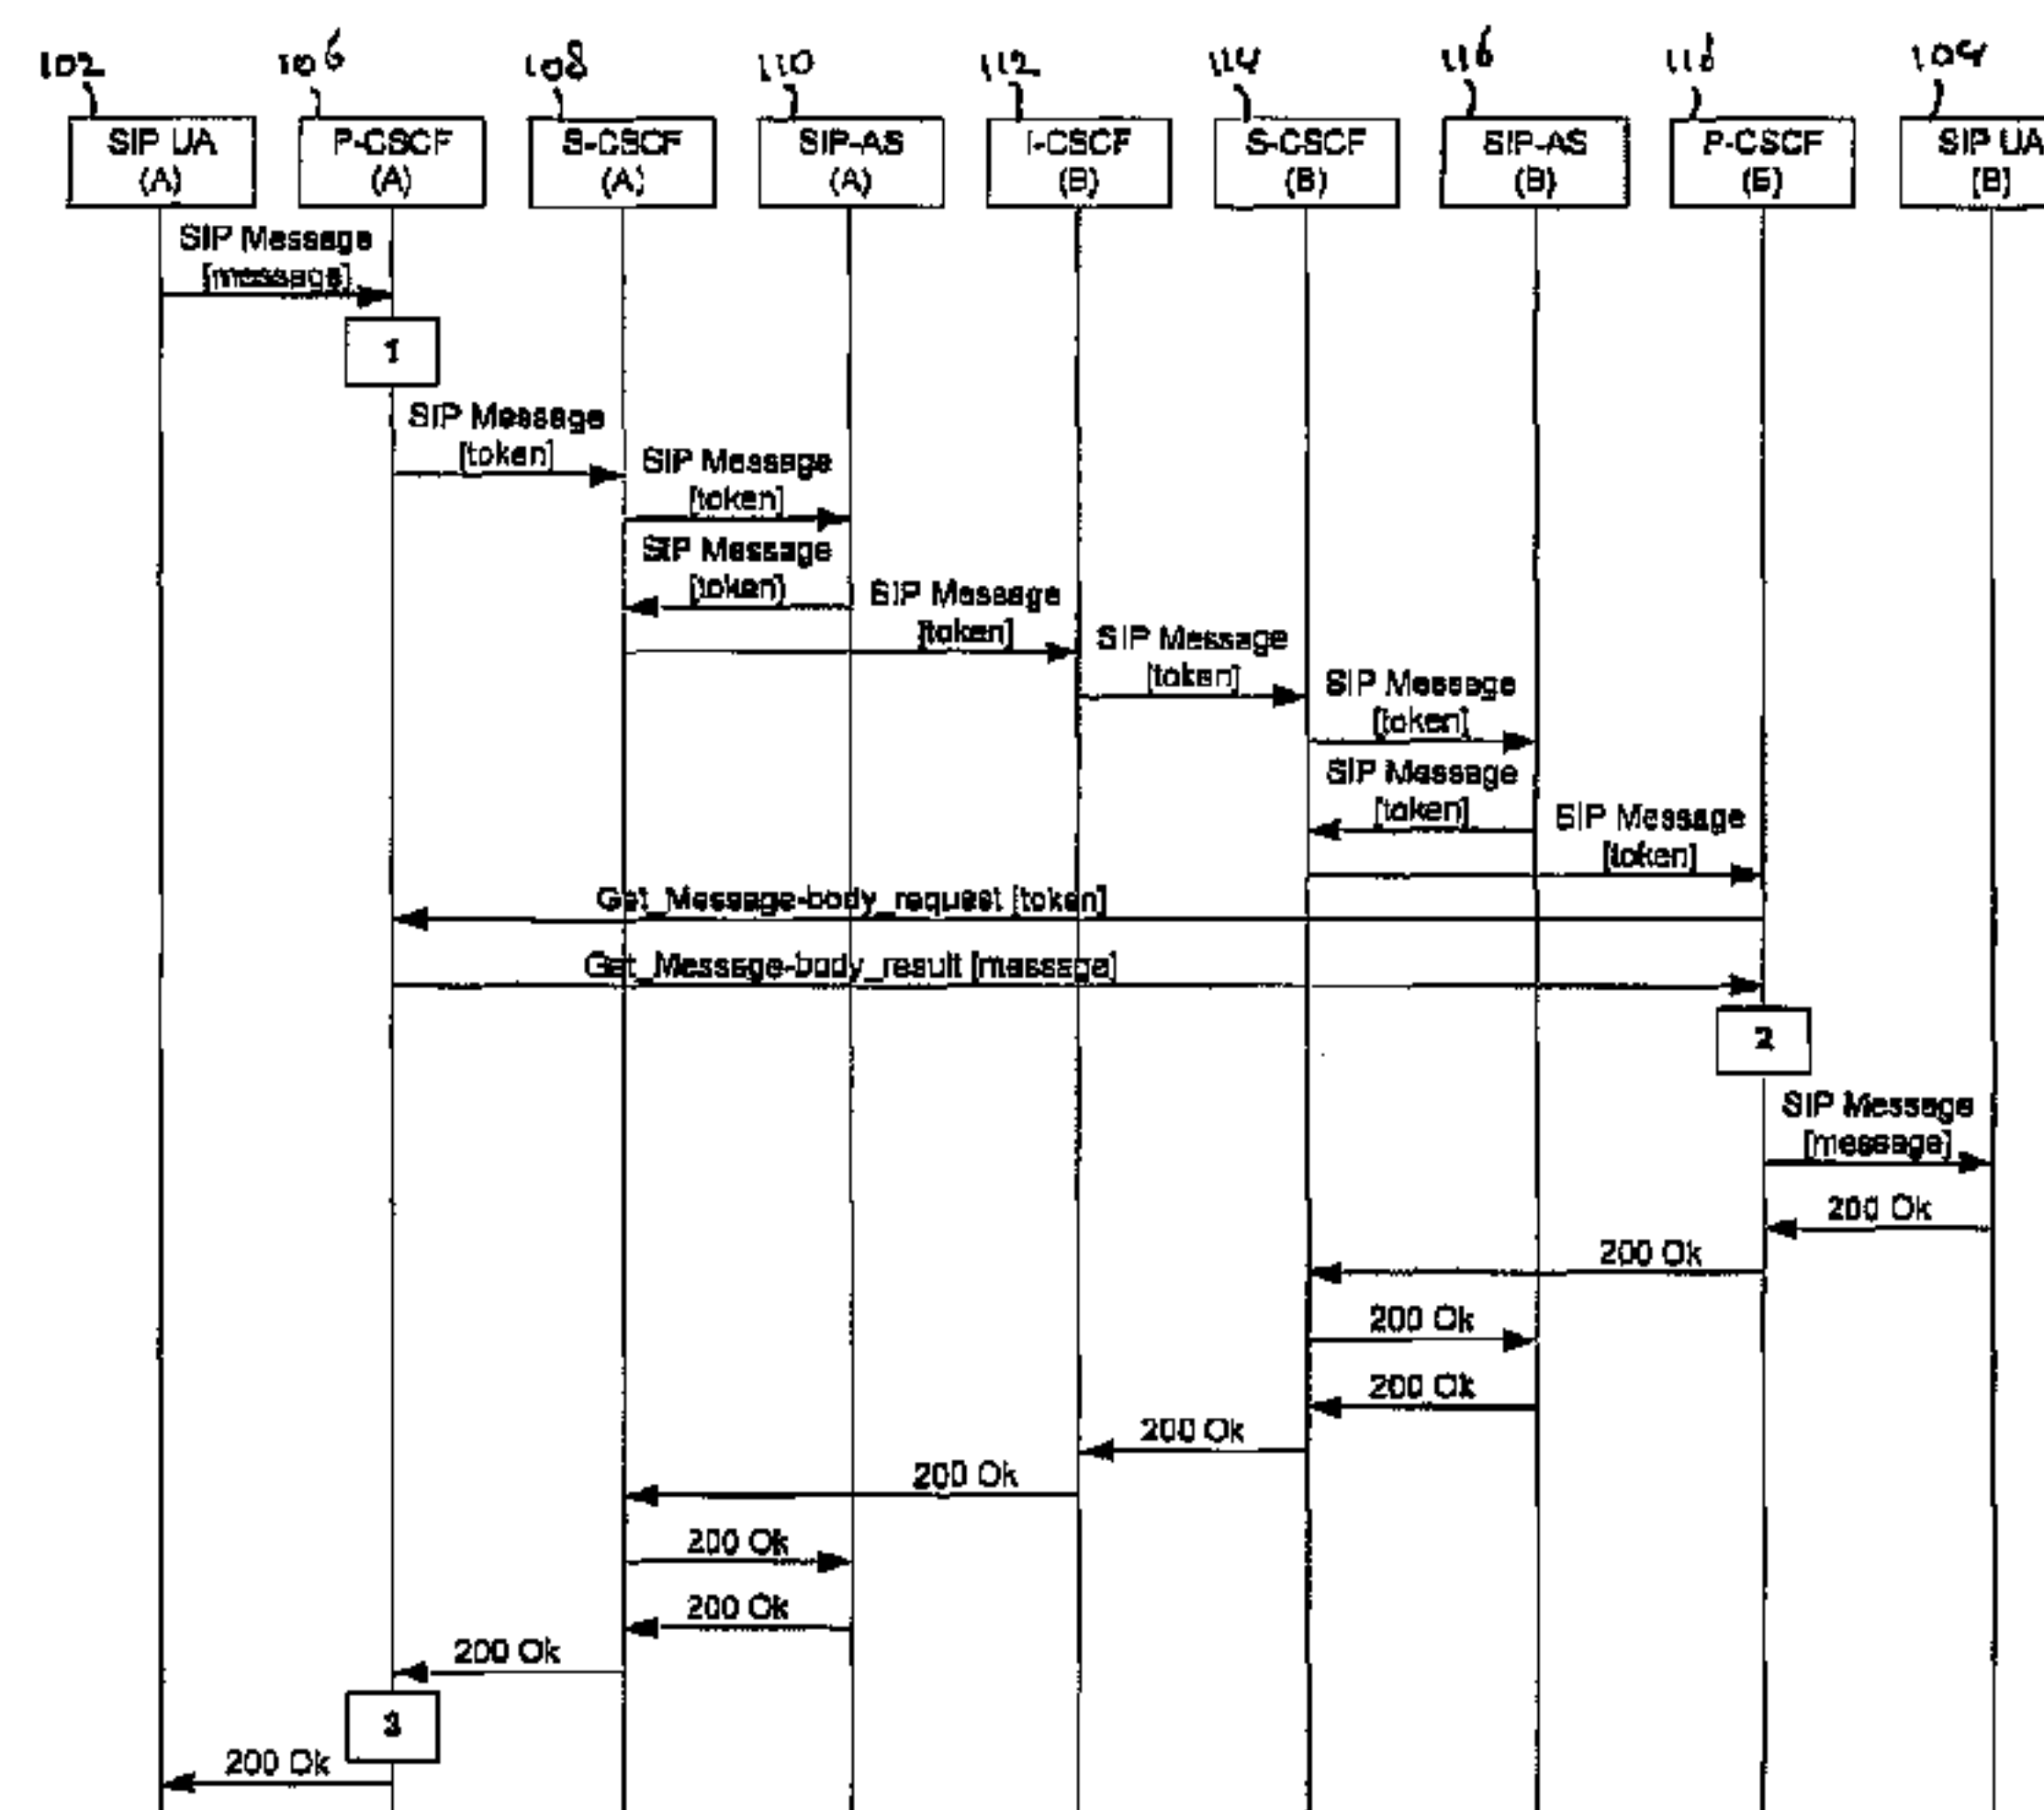 102 106 108 110 112 114 116 118 104
SIP UA P-CSCF S-CSCF SIP-AS I-CSCF S-CSCF SIP-AS P-CSCF SIP UA
(A) (A) (A) (A) (B) (B) (B) (B) (B)
SIP Message
[message]
1
SIP Message
[token]
SIP Message
[token]
SIP Message
[token]
SIP Message
[token]
SIP Message
[token]
SIP Message
[token]
SIP Message
[token]
SIP Message
[token]
Get_Message-body_request [token]
Get_Message-body_result [message]
2
SIP Message
[message]
200 Ok
200 Ok
200 Ok
200 Ok
200 Ok
200 Ok
200 Ok
200 Ok
200 Ok
3
200 Ok